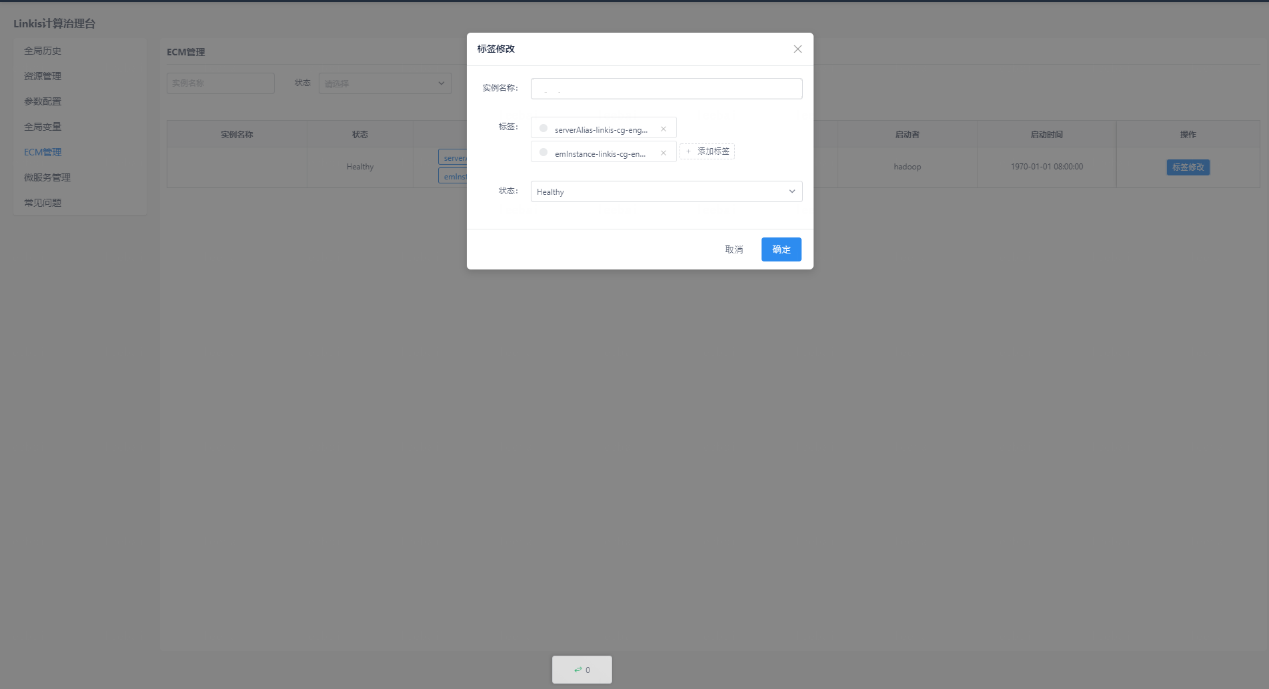 Linkis计算治理台
全局历史
资源管理
参数配置
全局变量
ECM管理
微服务管理
常见问题
ECM管理
实例名称
状态
请选择
实例名称
状态
启动者
启动时间
操作
Healthy
server
emInst
hadoop
1970-01-01 08:00:00
标签修改
标签修改
实例名称:
标签:
serverAlias-linkis-cg-eng...
emInstance-linkis-cg-en...
+ 添加标签
状态:
Healthy
取消
确定
0